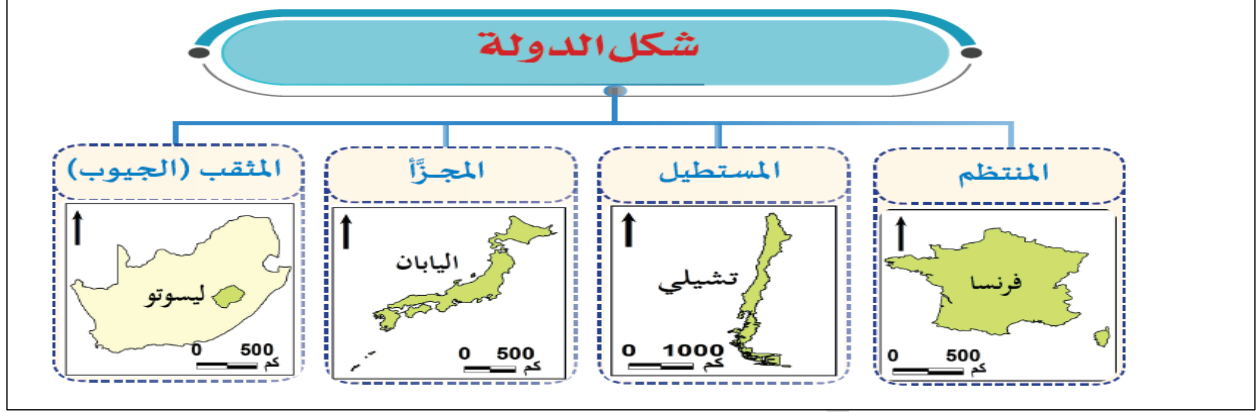 شكل الدولة
المنتظم
المستطيل
المجزَّأ
المثقب (الجيوب)
فرنسا
0 500
كم
تشيلي
0 1000
كم
اليابان
0 500
كم
ليسوتو
0 500
كم